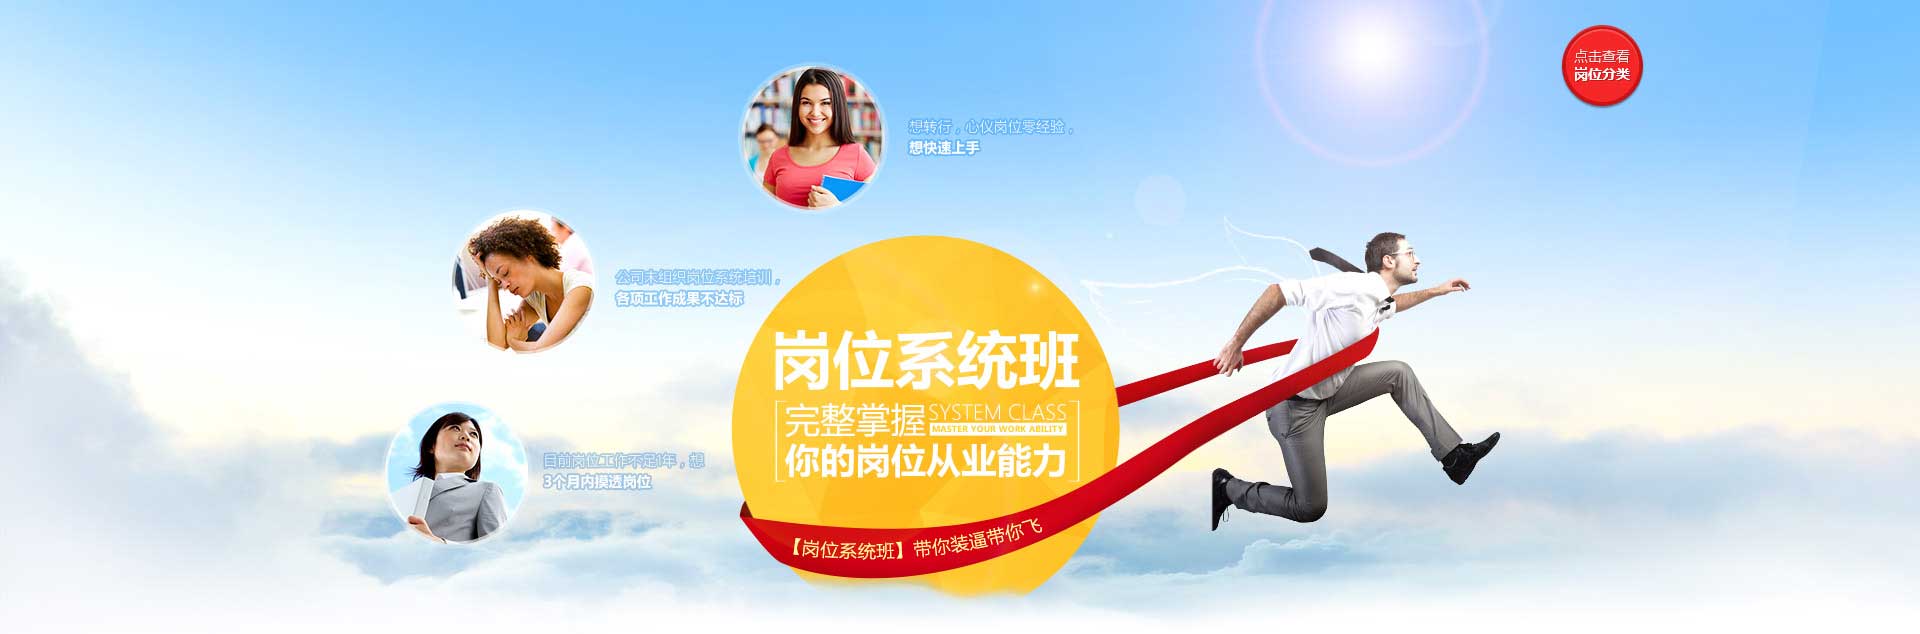 点击查看
岗位分类
想转行，心仪岗位零经验，
想快速上手
公司未组织岗位系统培训，
各项工作成果不达标
岗位系统班
完整掌握 SYSTEM CLASS
MASTER YOUR WORK ABILITY
你的岗位从业能力
目前岗位工作不足1年，想
3个月内摸透岗位
【岗位系统班】带你装逼带你飞